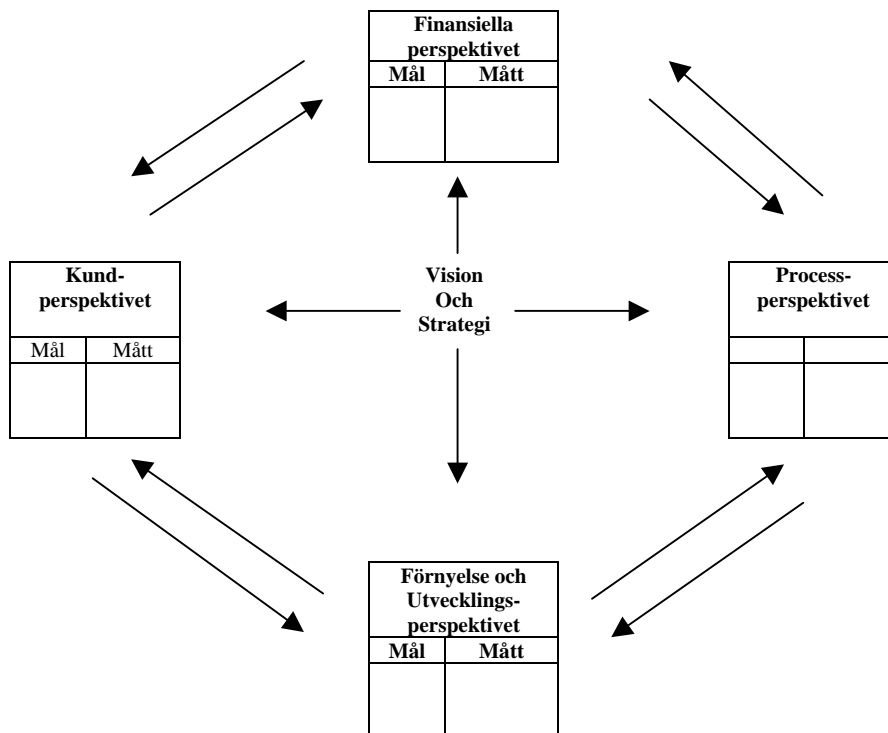 Finansiella
perspektivet
Mål Mått
Kund-
perspektivet
Mål Mått
Vision
Och
Strategi
Process-
perspektivet
Förnyelse och
Utvecklings-
perspektivet
Mål Mått